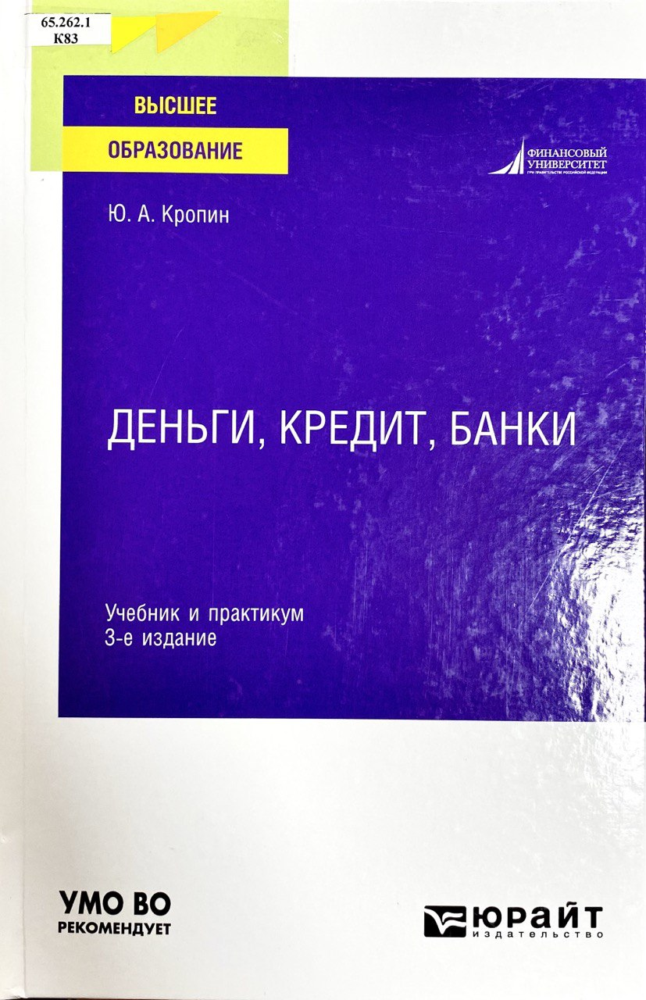 65.262.1
К83
ВЫСШЕЕ
ОБРАЗОВАНИЕ
ФИНАНСОВЫЙ
УНИВЕРСИТЕТ
ПРИ ПРАВИТЕЛЬСТВЕ РОССИЙСКОЙ ФЕДЕРАЦИИ
Ю. А. Кропин
ДЕНЬГИ, КРЕДИТ, БАНКИ
Учебник и практикум
3-е издание
УМО ВО
РЕКОМЕНДУЕТ
ЮРАЙТ
издательство